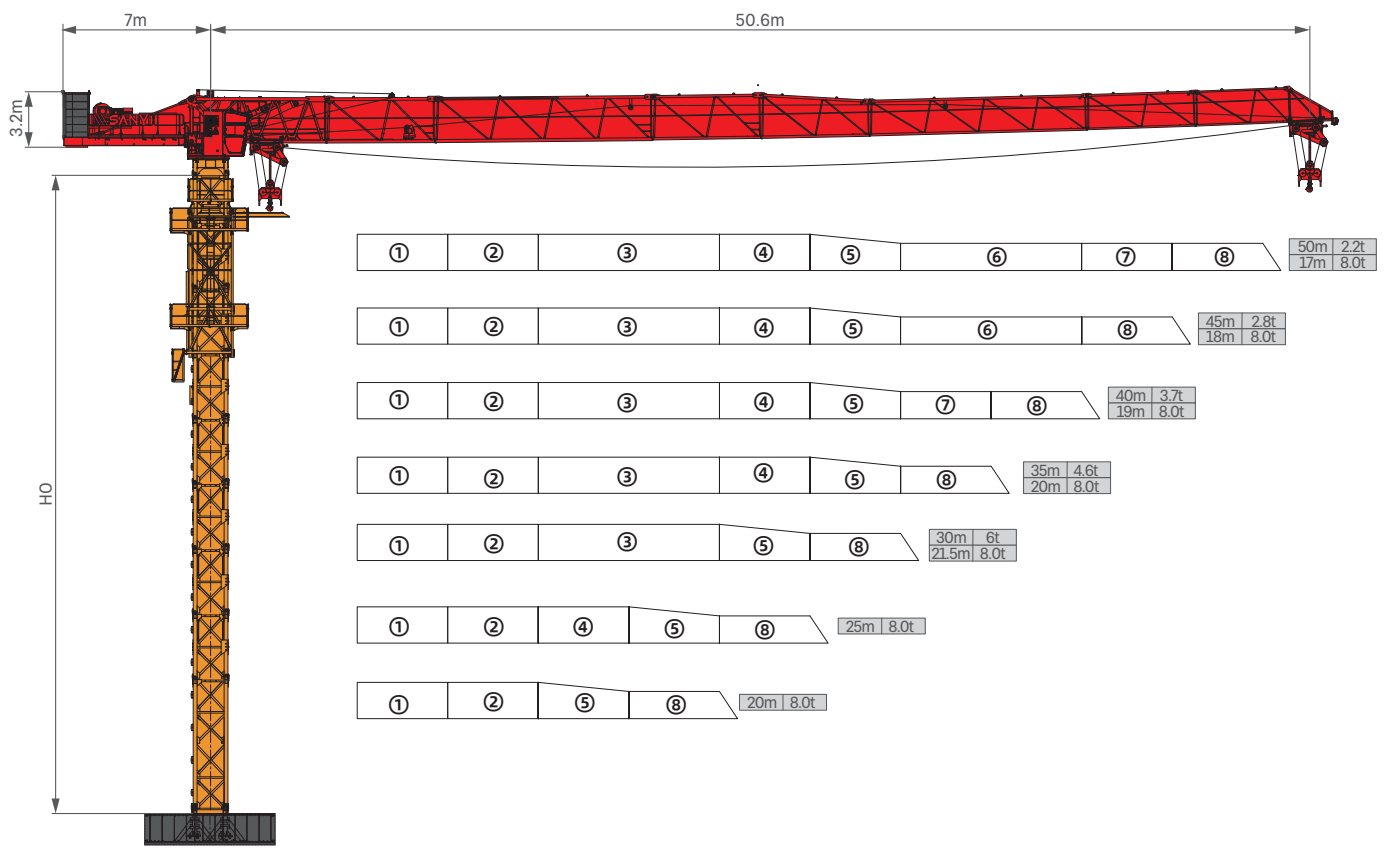 7m
50.6m
3.2m
SANY
H0
① ② ③ ④ ⑤ ⑥ ⑦ ⑧
50m 2.2t
17m 8.0t
① ② ③ ④ ⑤ ⑥ ⑧
45m 2.8t
18m 8.0t
① ② ③ ④ ⑤ ⑦ ⑧
40m 3.7t
19m 8.0t
① ② ③ ④ ⑤ ⑧
35m 4.6t
20m 8.0t
① ② ③ ⑤ ⑧
30m 6t
21.5m 8.0t
① ② ④ ⑤ ⑧
25m 8.0t
① ② ⑤ ⑧
20m 8.0t